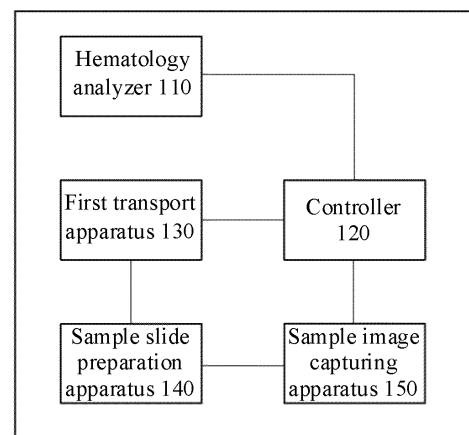 Hematology
analyzer 110
First transport
apparatus 130
Controller
120
Sample slide
preparation
apparatus 140
Sample image
capturing
apparatus 150